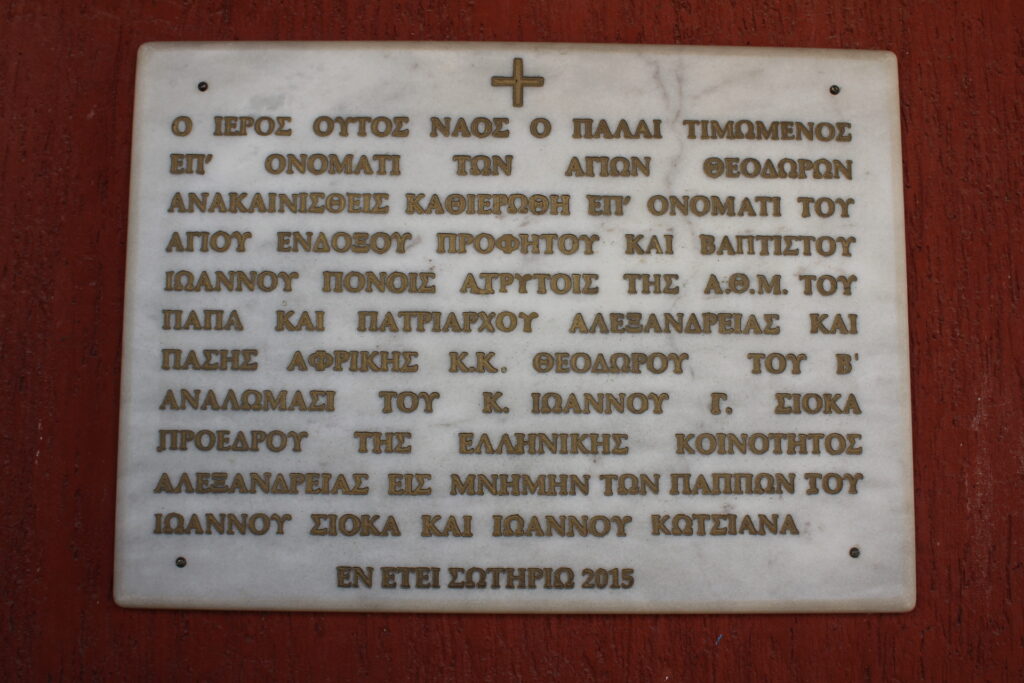 Ο ΙΕΡΟΣ ΟΥΤΟΣ ΝΑΟΣ Ο ΠΑΛΑΙ ΤΙΜΩΜΕΝΟΣ
ΕΠ' ΟΝΟΜΑΤΙ ΤΩΝ ΑΓΙΩΝ ΘΕΟΔΩΡΩΝ
ΑΝΑΚΑΙΝΙΣΘΕΙΣ ΚΑΘΙΕΡΩΘΗ ΕΠ' ΟΝΟΜΑΤΙ ΤΟΥ
ΑΓΙΟΥ ΕΝΔΟΞΟΥ ΠΡΟΦΗΤΟΥ ΚΑΙ ΒΑΠΤΙΣΤΟΥ
ΙΩΑΝΝΟΥ ΠΟΝΟΙΣ ΑΤΡΥΤΟΙΣ ΤΗΣ Α.Θ.Μ. ΤΟΥ
ΠΑΠΑ ΚΑΙ ΠΑΤΡΙΑΡΧΟΥ ΑΛΕΞΑΝΔΡΕΙΑΣ ΚΑΙ
ΠΑΣΗΣ ΑΦΡΙΚΗΣ Κ.Κ. ΘΕΟΔΩΡΟΥ ΤΟΥ Β'
ΑΝΑΛΩΜΑΣΙ ΤΟΥ Κ. ΙΩΑΝΝΟΥ Γ. ΣΙΟΚΑ
ΠΡΟΕΔΡΟΥ ΤΗΣ ΕΛΛΗΝΙΚΗΣ ΚΟΙΝΟΤΗΤΟΣ
ΑΛΕΞΑΝΔΡΕΙΑΣ ΕΙΣ ΜΝΗΜΗΝ ΤΩΝ ΠΑΠΠΩΝ ΤΟΥ
ΙΩΑΝΝΟΥ ΣΙΟΚΑ ΚΑΙ ΙΩΑΝΝΟΥ ΚΩΤΣΙΑΝΑ
ΕΝ ΕΤΕΙ ΣΩΤΗΡΙΩ 2015